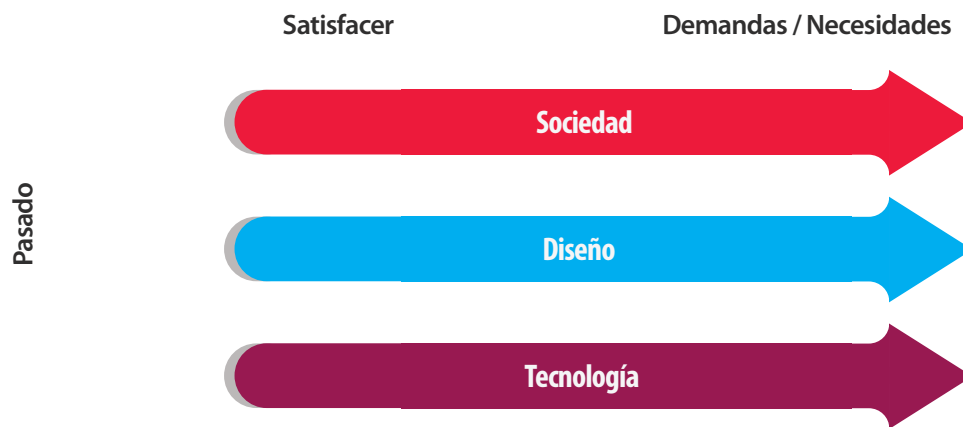 Satisfacer
Demandas / Necesidades
Pasado
Sociedad
Diseño
Tecnología